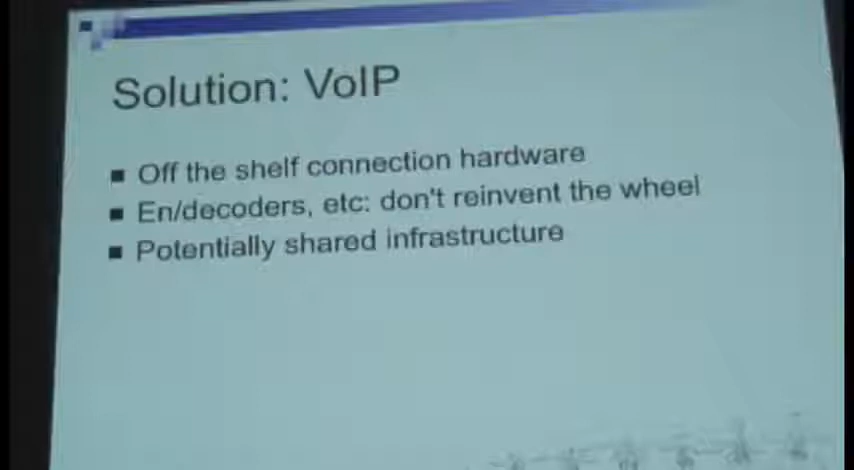 Solution: VoIP
■ Off the shelf connection hardware
■ En/decoders, etc: don't reinvent the wheel
■ Potentially shared infrastructure